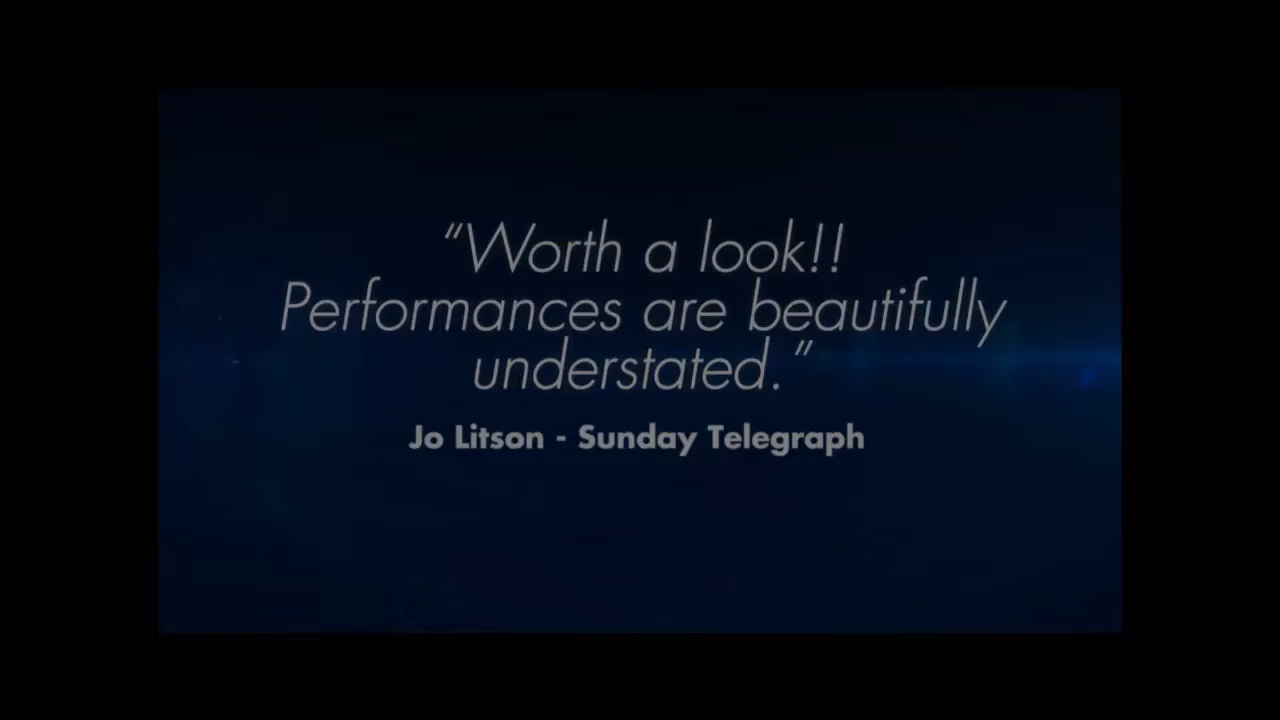 “Worth a look!!
Performances are beautifully
understated.”
Jo Litson - Sunday Telegraph